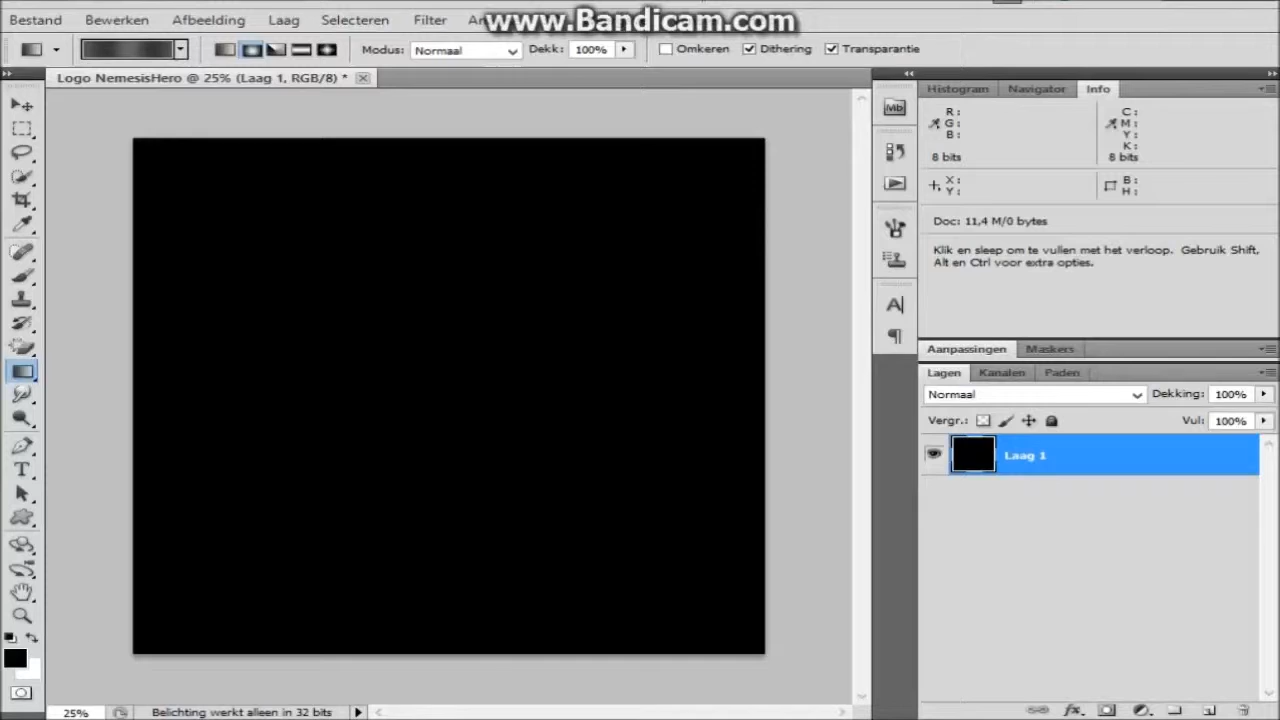 www.Bandicam.com
Bestand Bewerken Afbeelding Laag Selecteren Filter
Modus: Normaal Dekk: 100% Omkeren Dithering Transparantie
Logo NemesisHero @ 25% (Laag 1, RGB/8) *
Histogram Navigator Info
R: C:
G: M:
B: Y:
K:
8 bits 8 bits
X: B:
Y: H:
Doc: 11,4 M/0 bytes
Klik en sleep om te vullen met het verloop. Gebruik Shift,
Alt en Ctrl voor extra opties.
Mb
A
Aanpassingen Maskers
Lagen Kanalen Paden
Normaal Dekking: 100%
Vergr.: Vul: 100%
Laag 1
T
fx
25% Belichting werkt alleen in 32 bits